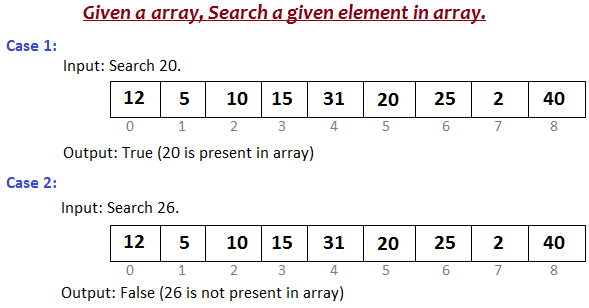 Given a array, Search a given element in array.
Case 1:
Input: Search 20.
12 5 10 15 31 20 25 2 40
0 1 2 3 4 5 6 7 8
Output: True (20 is present in array)
Case 2:
Input: Search 26.
12 5 10 15 31 20 25 2 40
0 1 2 3 4 5 6 7 8
Output: False (26 is not present in array)